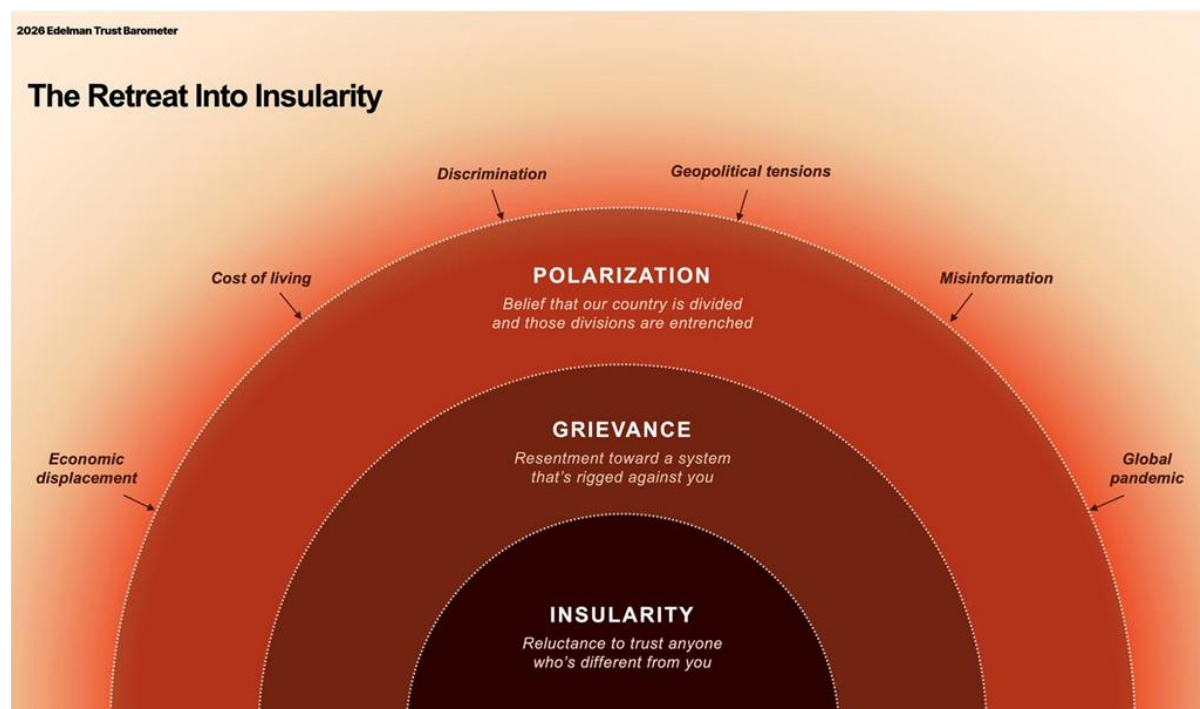 2026 Edelman Trust Barometer
The Retreat Into Insularity
Discrimination
Geopolitical tensions
Cost of living
Misinformation
POLARIZATION
Belief that our country is divided
and those divisions are entrenched
GRIEVANCE
Resentment toward a system
that's rigged against you
Economic
displacement
Global
pandemic
INSULARITY
Reluctance to trust anyone
who's different from you